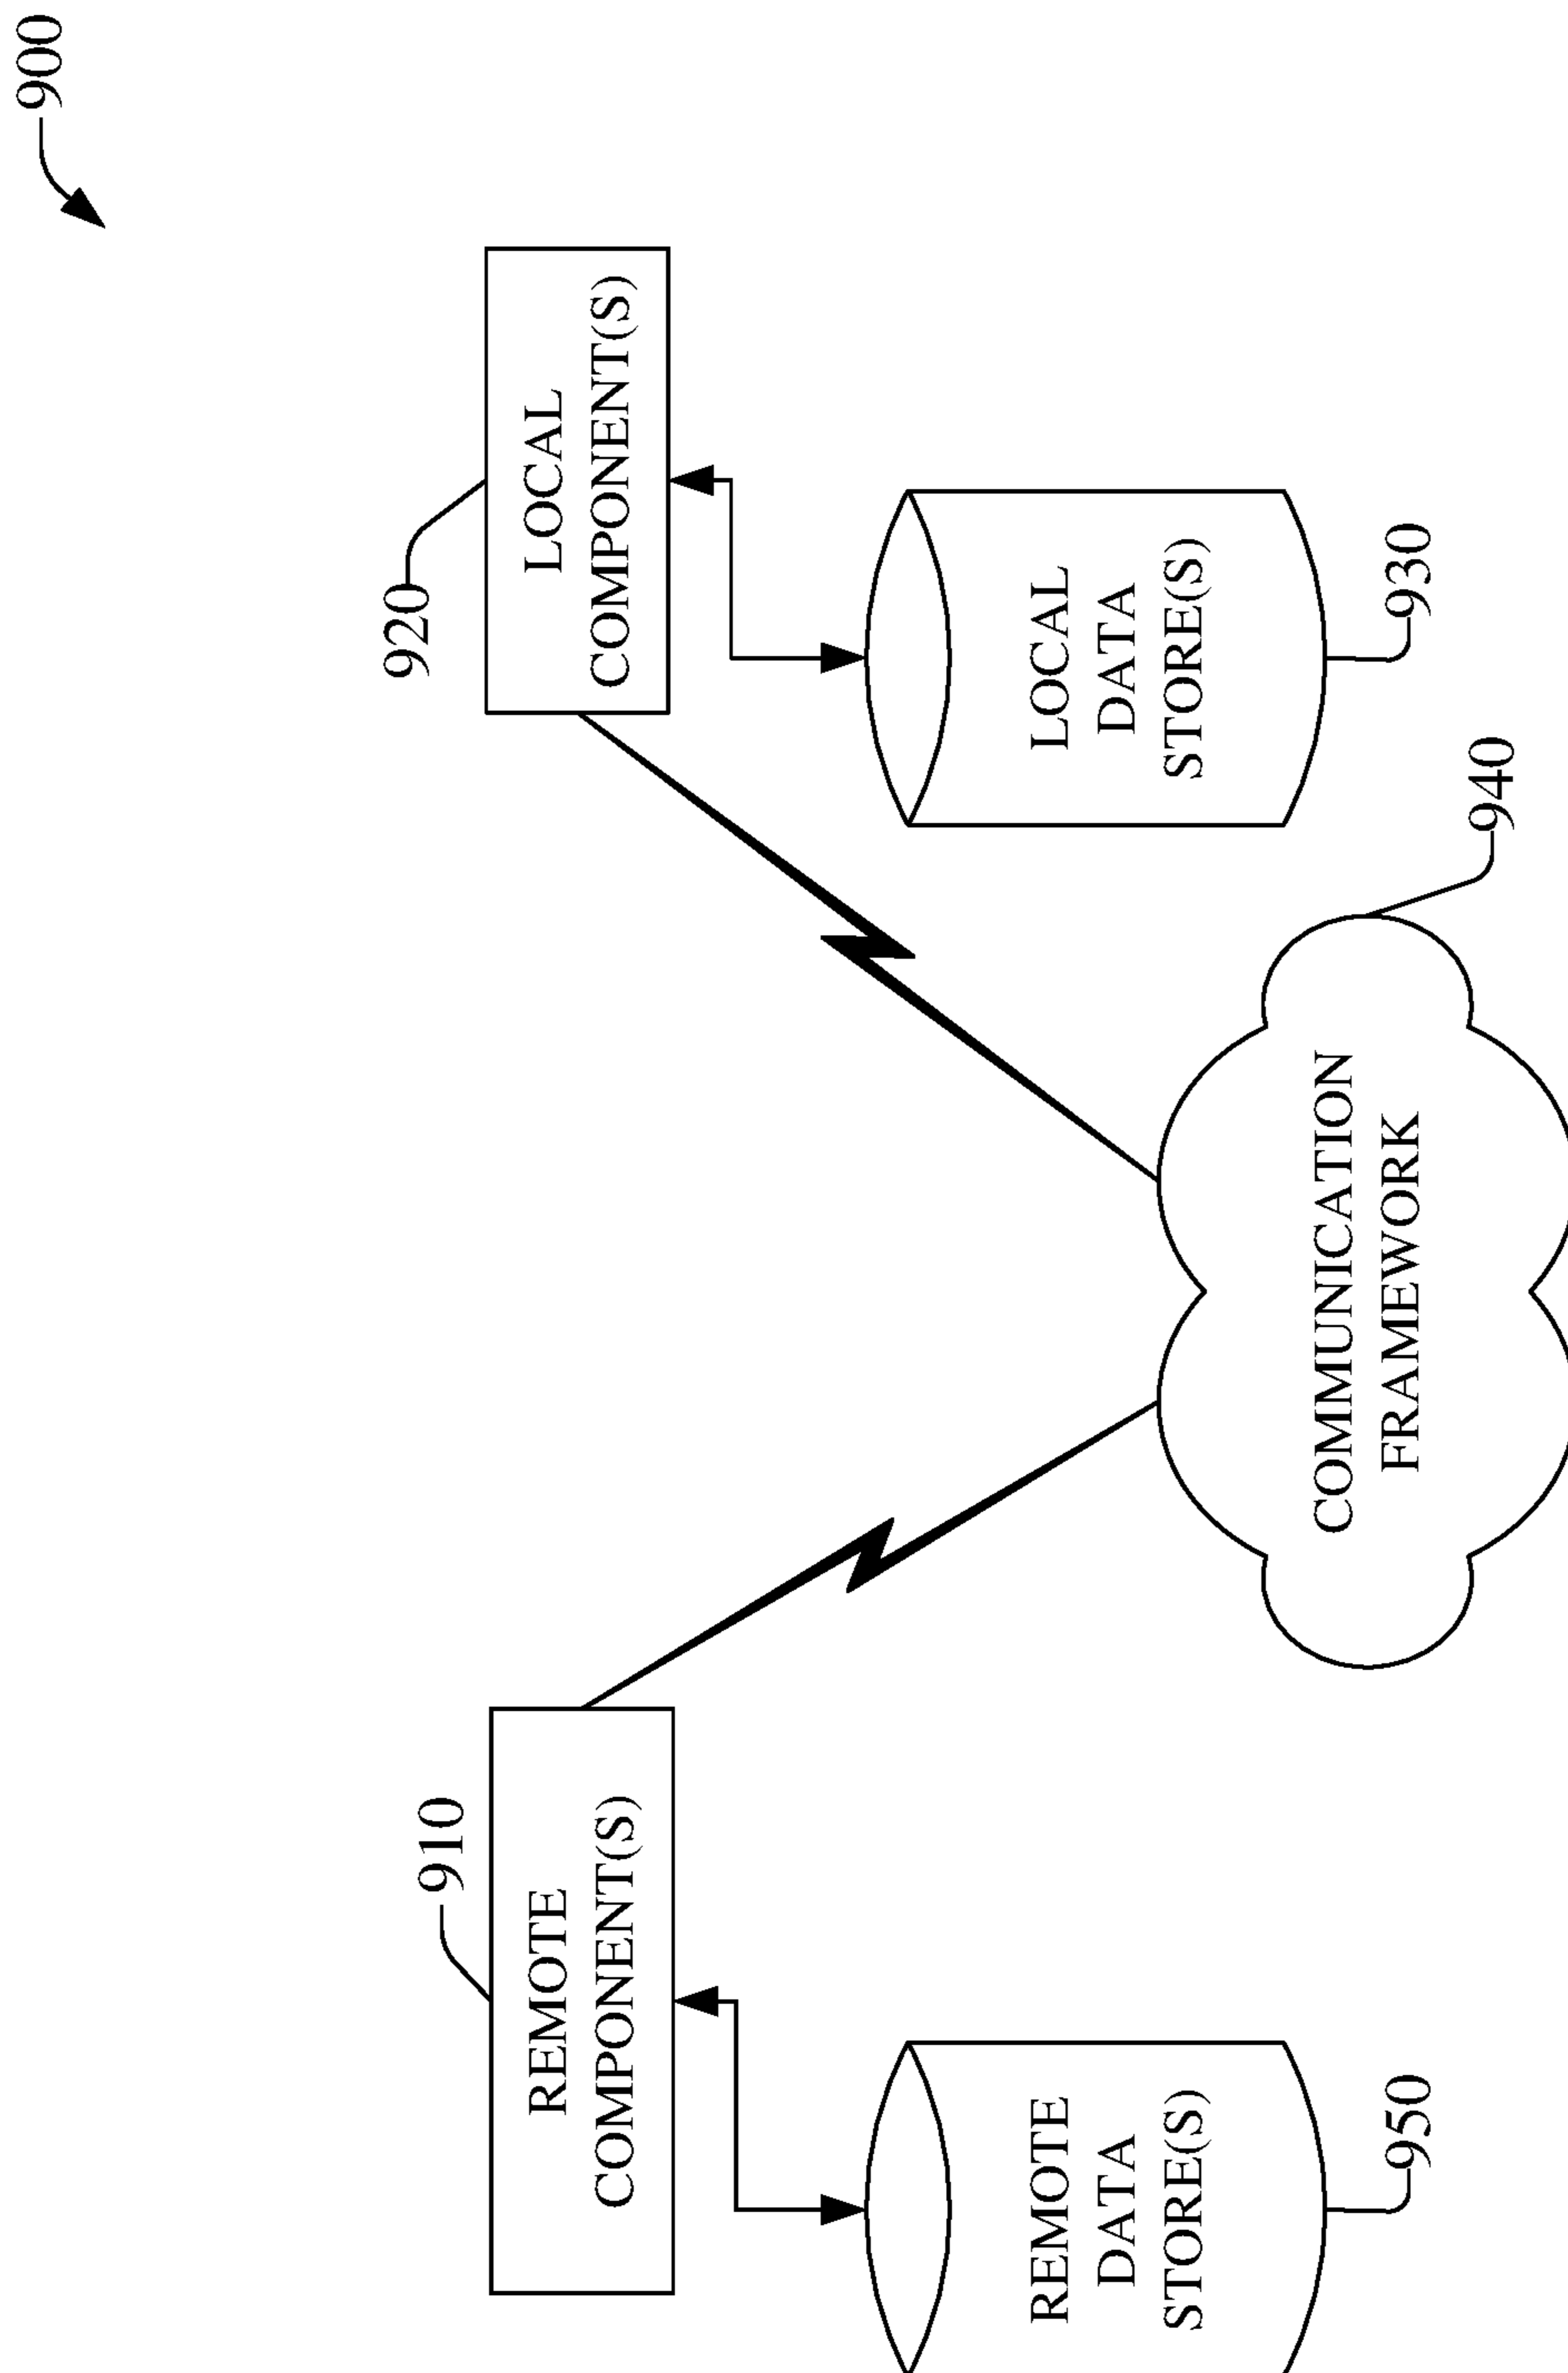 900
910
REMOTE
COMPONENT(S)
920
LOCAL
COMPONENT(S)
REMOTE
DATA
STORE(S)
950
COMMUNICATION
FRAMEWORK
940
LOCAL
DATA
STORE(S)
930